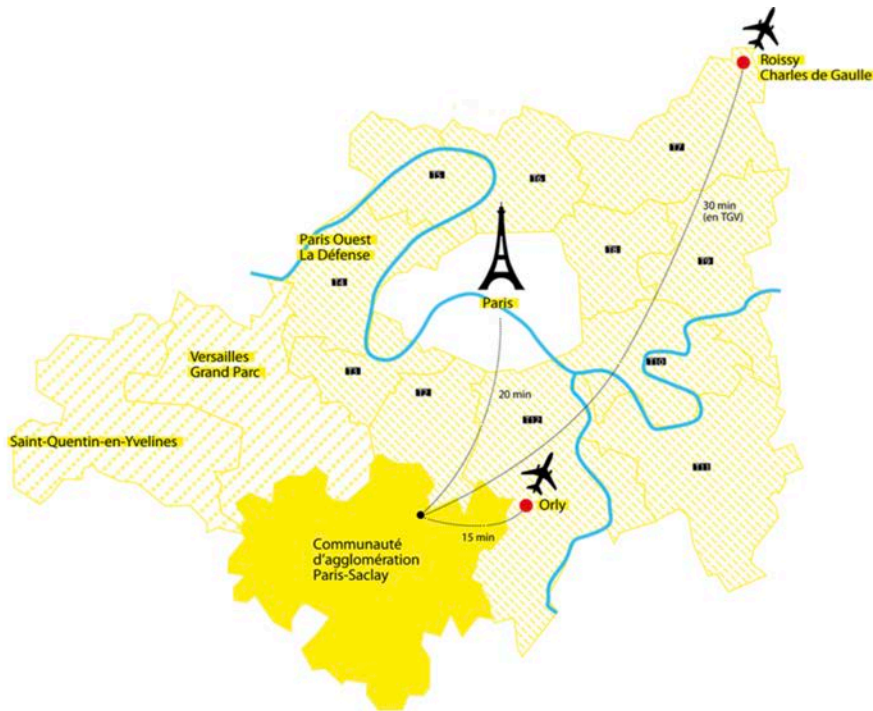 Roissy
Charles de Gaulle
T7
T5
T6
30 min
(en TGV)
Paris Ouest
La Défense
T8
T9
T4
Paris
Versailles
Grand Parc
T3
T10
T2
20 min
T12
Saint-Quentin-en-Yvelines
T11
Orly
15 min
Communauté
d'agglomération
Paris-Saclay